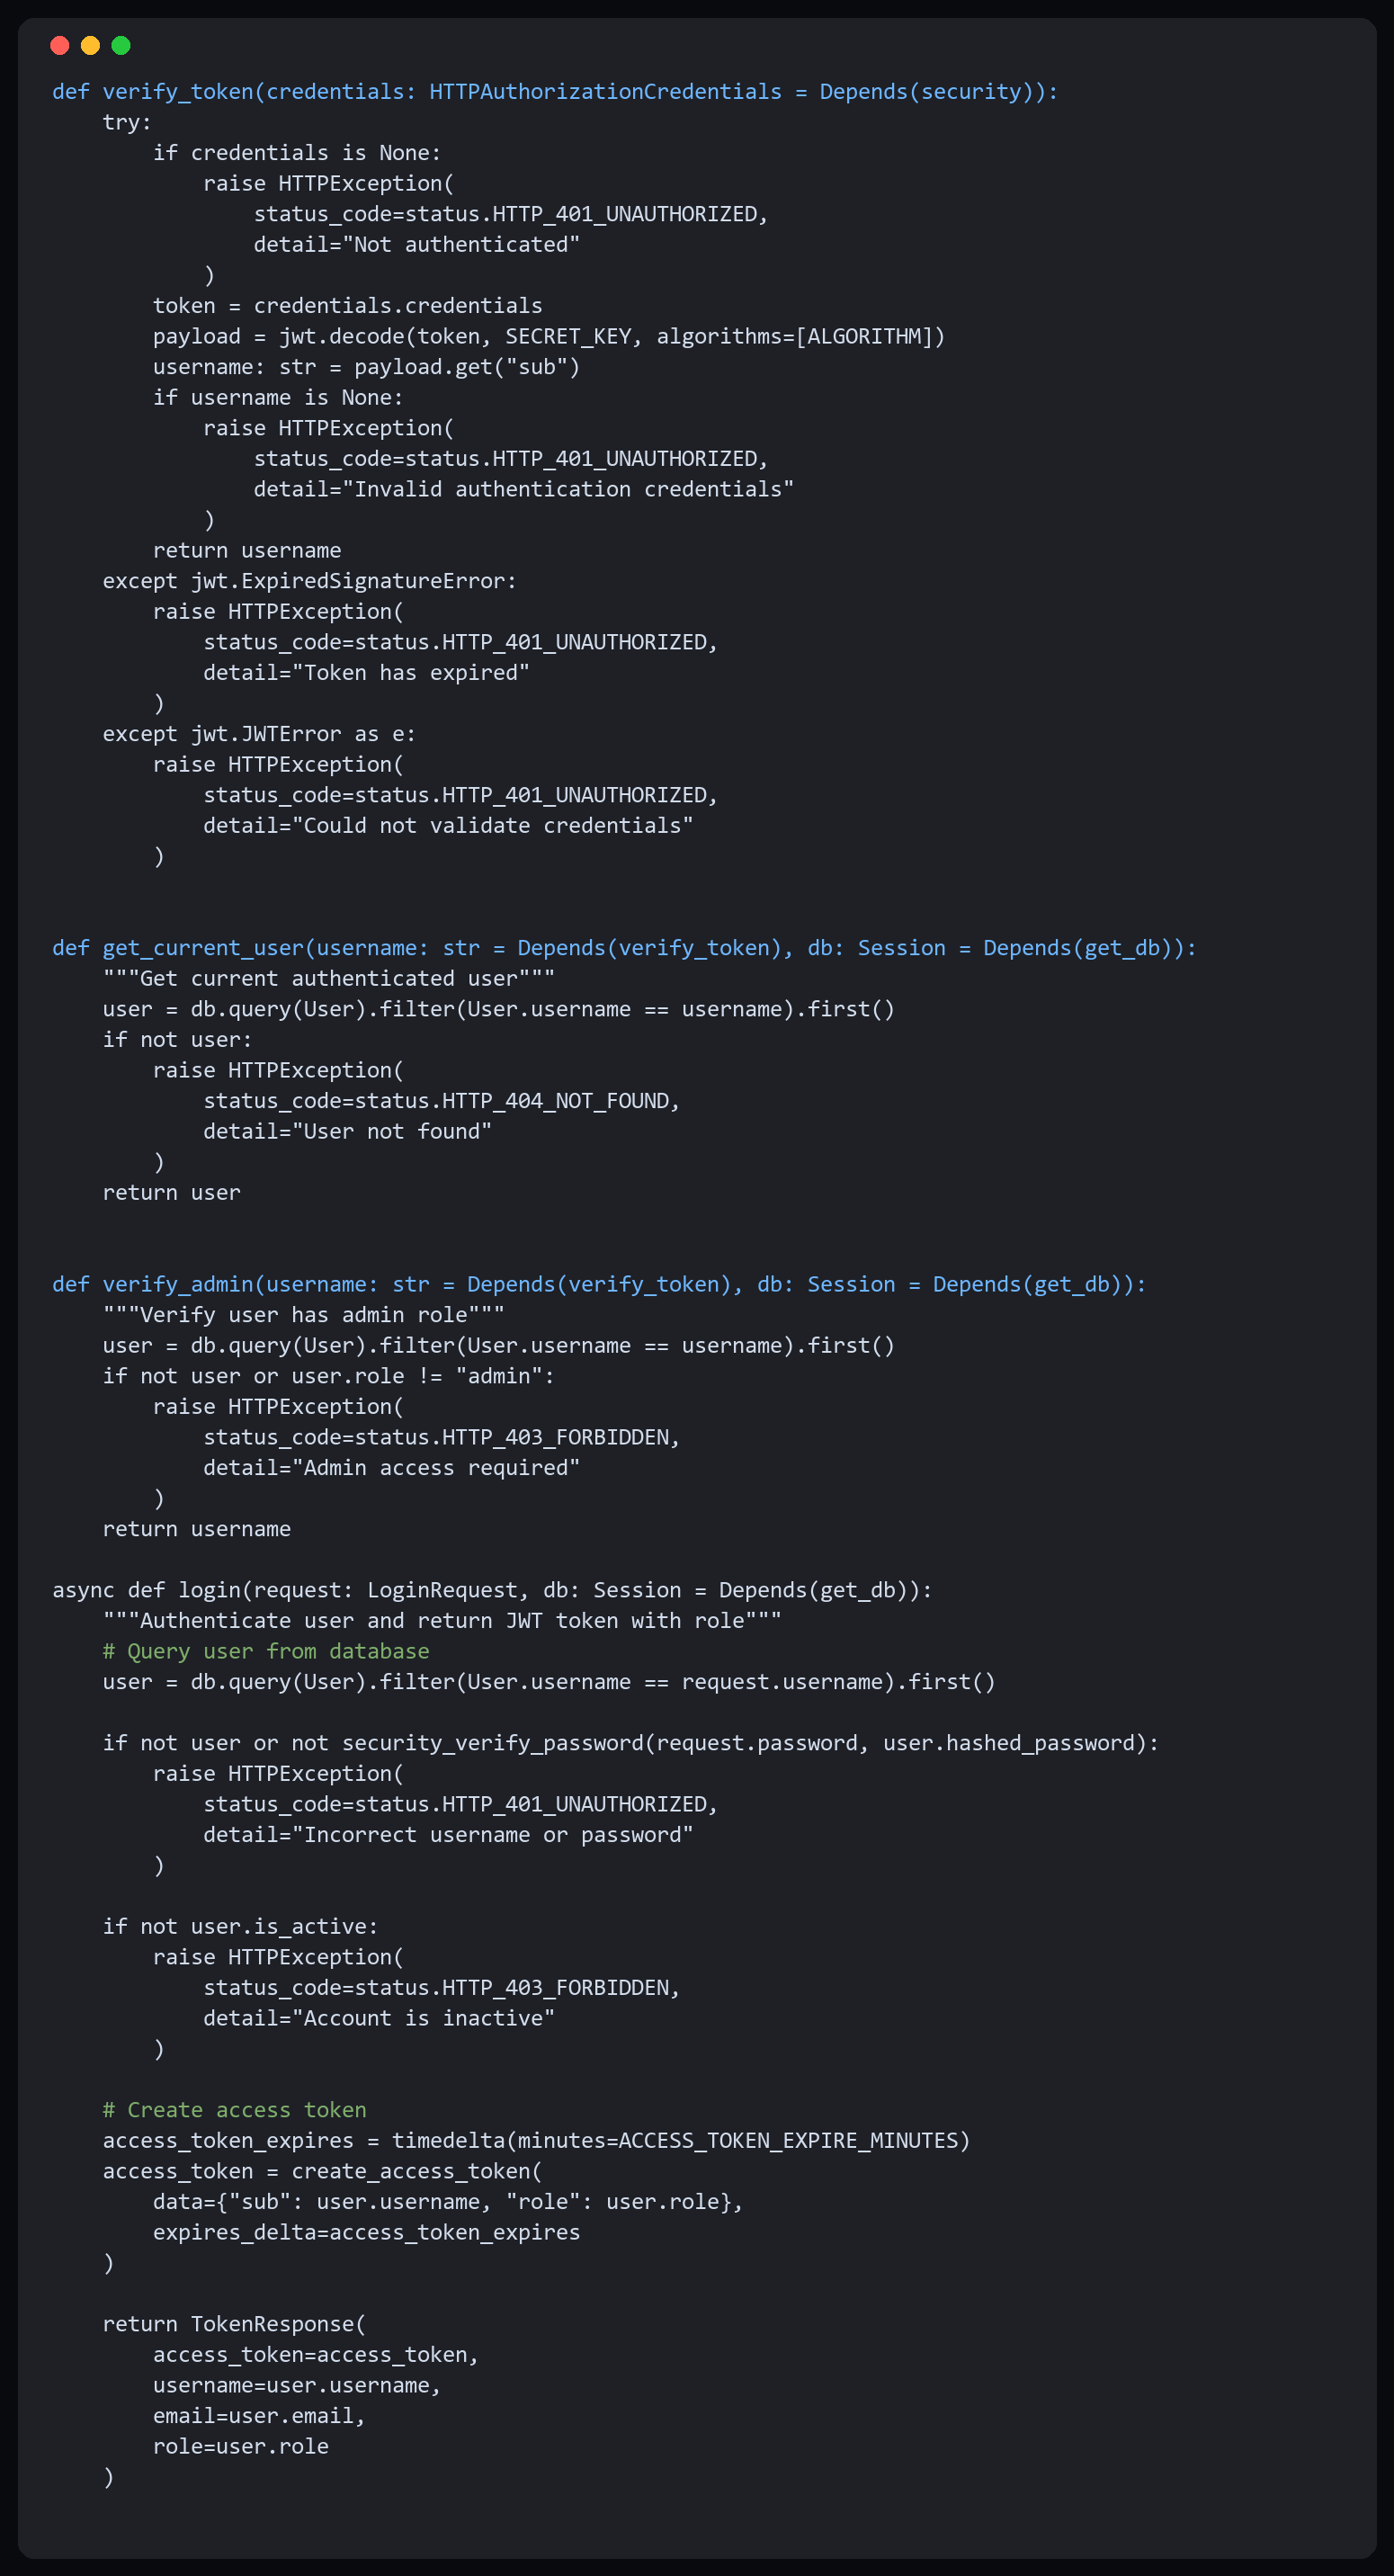 def verify_token(credentials: HTTPAuthorizationCredentials = Depends(security)):
    try:
        if credentials is None:
            raise HTTPException(
                status_code=status.HTTP_401_UNAUTHORIZED,
                detail="Not authenticated"
            )
        token = credentials.credentials
        payload = jwt.decode(token, SECRET_KEY, algorithms=[ALGORITHM])
        username: str = payload.get("sub")
        if username is None:
            raise HTTPException(
                status_code=status.HTTP_401_UNAUTHORIZED,
                detail="Invalid authentication credentials"
            )
        return username
    except jwt.ExpiredSignatureError:
        raise HTTPException(
            status_code=status.HTTP_401_UNAUTHORIZED,
            detail="Token has expired"
        )
    except jwt.JWTError as e:
        raise HTTPException(
            status_code=status.HTTP_401_UNAUTHORIZED,
            detail="Could not validate credentials"
        )


def get_current_user(username: str = Depends(verify_token), db: Session = Depends(get_db)):
    """Get current authenticated user"""
    user = db.query(User).filter(User.username == username).first()
    if not user:
        raise HTTPException(
            status_code=status.HTTP_404_NOT_FOUND,
            detail="User not found"
        )
    return user


def verify_admin(username: str = Depends(verify_token), db: Session = Depends(get_db)):
    """Verify user has admin role"""
    user = db.query(User).filter(User.username == username).first()
    if not user or user.role != "admin":
        raise HTTPException(
            status_code=status.HTTP_403_FORBIDDEN,
            detail="Admin access required"
        )
    return username

async def login(request: LoginRequest, db: Session = Depends(get_db)):
    """Authenticate user and return JWT token with role"""
    # Query user from database
    user = db.query(User).filter(User.username == request.username).first()

    if not user or not security_verify_password(request.password, user.hashed_password):
        raise HTTPException(
            status_code=status.HTTP_401_UNAUTHORIZED,
            detail="Incorrect username or password"
        )

    if not user.is_active:
        raise HTTPException(
            status_code=status.HTTP_403_FORBIDDEN,
            detail="Account is inactive"
        )

    # Create access token
    access_token_expires = timedelta(minutes=ACCESS_TOKEN_EXPIRE_MINUTES)
    access_token = create_access_token(
        data={"sub": user.username, "role": user.role},
        expires_delta=access_token_expires
    )

    return TokenResponse(
        access_token=access_token,
        username=user.username,
        email=user.email,
        role=user.role
    )